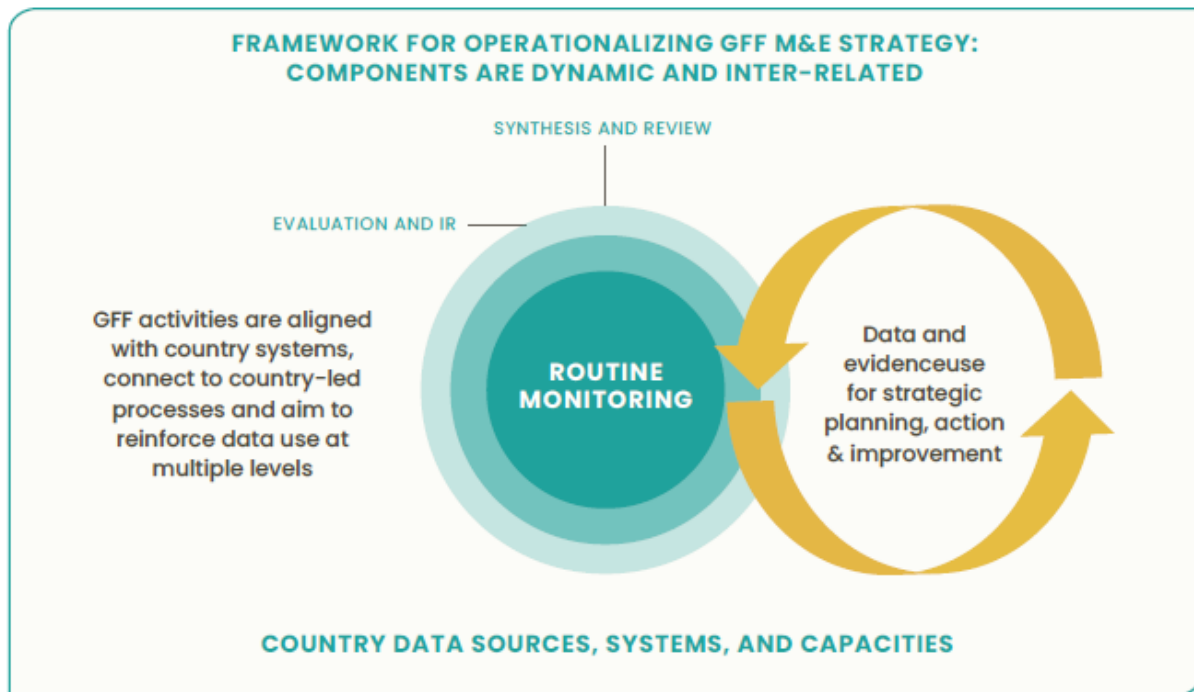 FRAMEWORK FOR OPERATIONALIZING GFF M&E STRATEGY:
COMPONENTS ARE DYNAMIC AND INTER-RELATED
SYNTHESIS AND REVIEW
EVALUATION AND IR
GFF activities are aligned
with country systems,
connect to country-led
processes and aim to
reinforce data use at
multiple levels
ROUTINE
MONITORING
Data and
evidenceuse
for strategic
planning, action
& improvement
COUNTRY DATA SOURCES, SYSTEMS, AND CAPACITIES